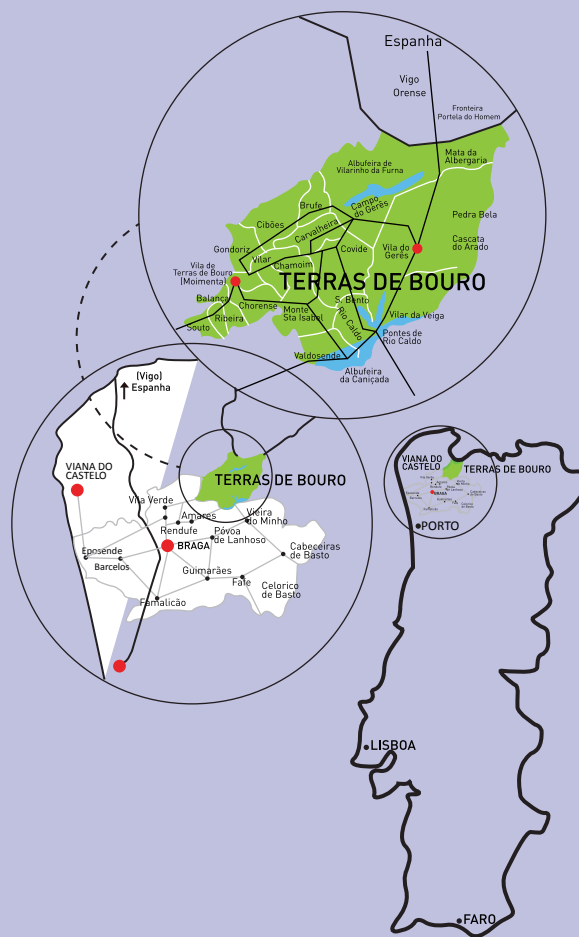 Espanha
Vigo
Orense
Fronteira
Portela do Homem
Mata da
Albergaria
Albufeira de
Vilarinho da Furna
Campo
do Gerês
Brufe
Carvalheira
Cibões
Pedra Bela
Cascata
do Arado
Vila do
Gerês
Covide
Gondoriz
Vilar
Chamoim
Vila de
Terras de Bouro
(Moimenta)
TERRAS DE BOURO
Balança
Chorense
Ribeira
Souto
Monte
Sta Isabel
S. Bento
Rio Caldo
Vilar da Veiga
Pontes de
Rio Caldo
Valdosende
Albufeira
da Caniçada
(Vigo)
Espanha
VIANA DO
CASTELO
TERRAS DE BOURO
Vila Verde
Amares
Rendufe
Vieira
do Minho
Póvoa
de Lanhoso
BRAGA
Cabeceiras
de Basto
Eposende
Barcelos
Guimarães
Fafe
Celorico
de Basto
Famalicão
VIANA DO
CASTELO
TERRAS DE BOURO
BRAGA
PORTO
LISBOA
FARO